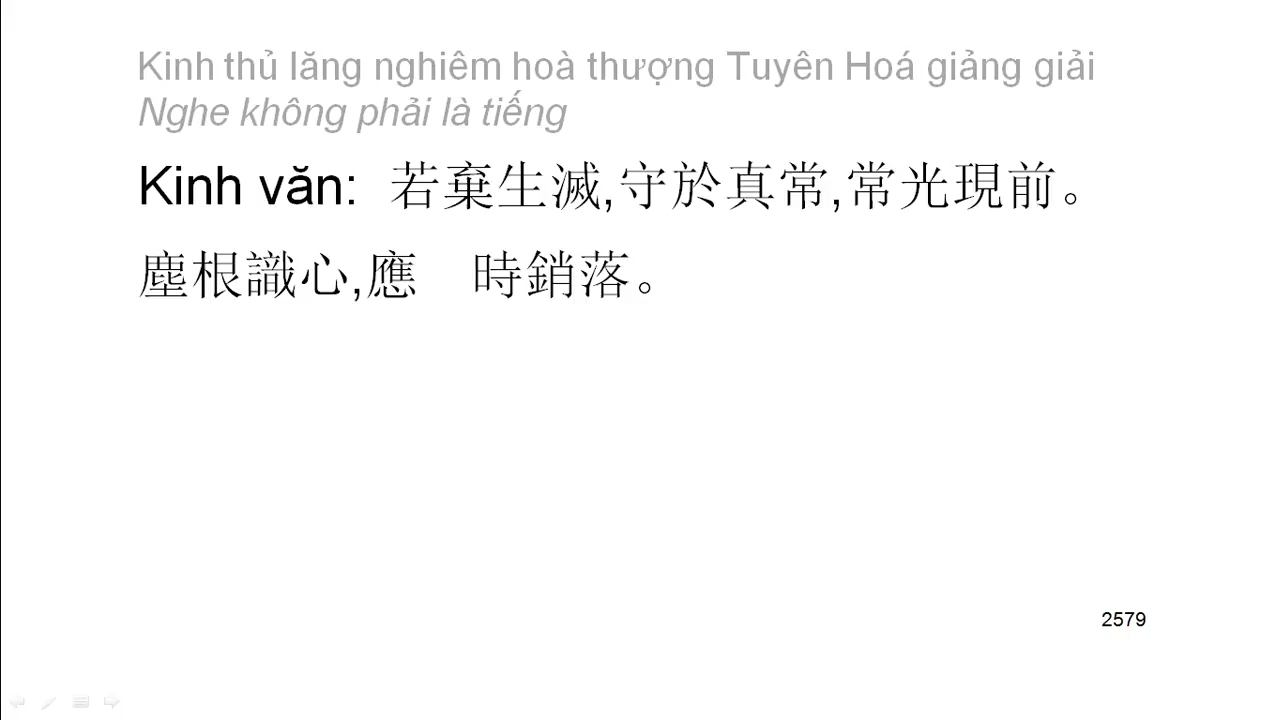 Kinh thủ lăng nghiêm hoà thượng Tuyên Hoá giảng giải
Nghe không phải là tiếng
Kinh văn: 若棄生滅,守於真常,常光現前。
塵根識心,應 時銷落。
2579